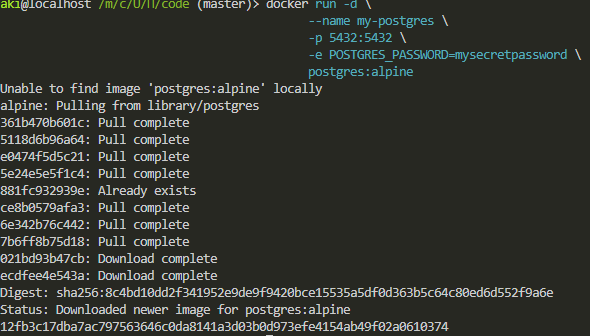 aki@localhost /m/c/U/П/code (master)> docker run -d \
--name my-postgres \
-p 5432:5432 \
-e POSTGRES_PASSWORD=mysecretpassword \
postgres:alpine
Unable to find image 'postgres:alpine' locally
alpine: Pulling from library/postgres
361b470b601c: Pull complete
5118d6b96a64: Pull complete
e0474f5d5c21: Pull complete
5e24e5e5f1c4: Pull complete
881fc932939e: Already exists
ce8b0579afa3: Pull complete
6e342b76c442: Pull complete
7b6ff8b75d18: Pull complete
021bd93b47cb: Download complete
ecdfee4e543a: Download complete
Digest: sha256:8c4bd10dd2f341952e9de9f9420bce15535a5df0d363b5c64c80ed6d552f9a6e
Status: Downloaded newer image for postgres:alpine
12fb3c17dba7ac797563646c0da8141a3d03b0d973efe4154ab49f02a0610374